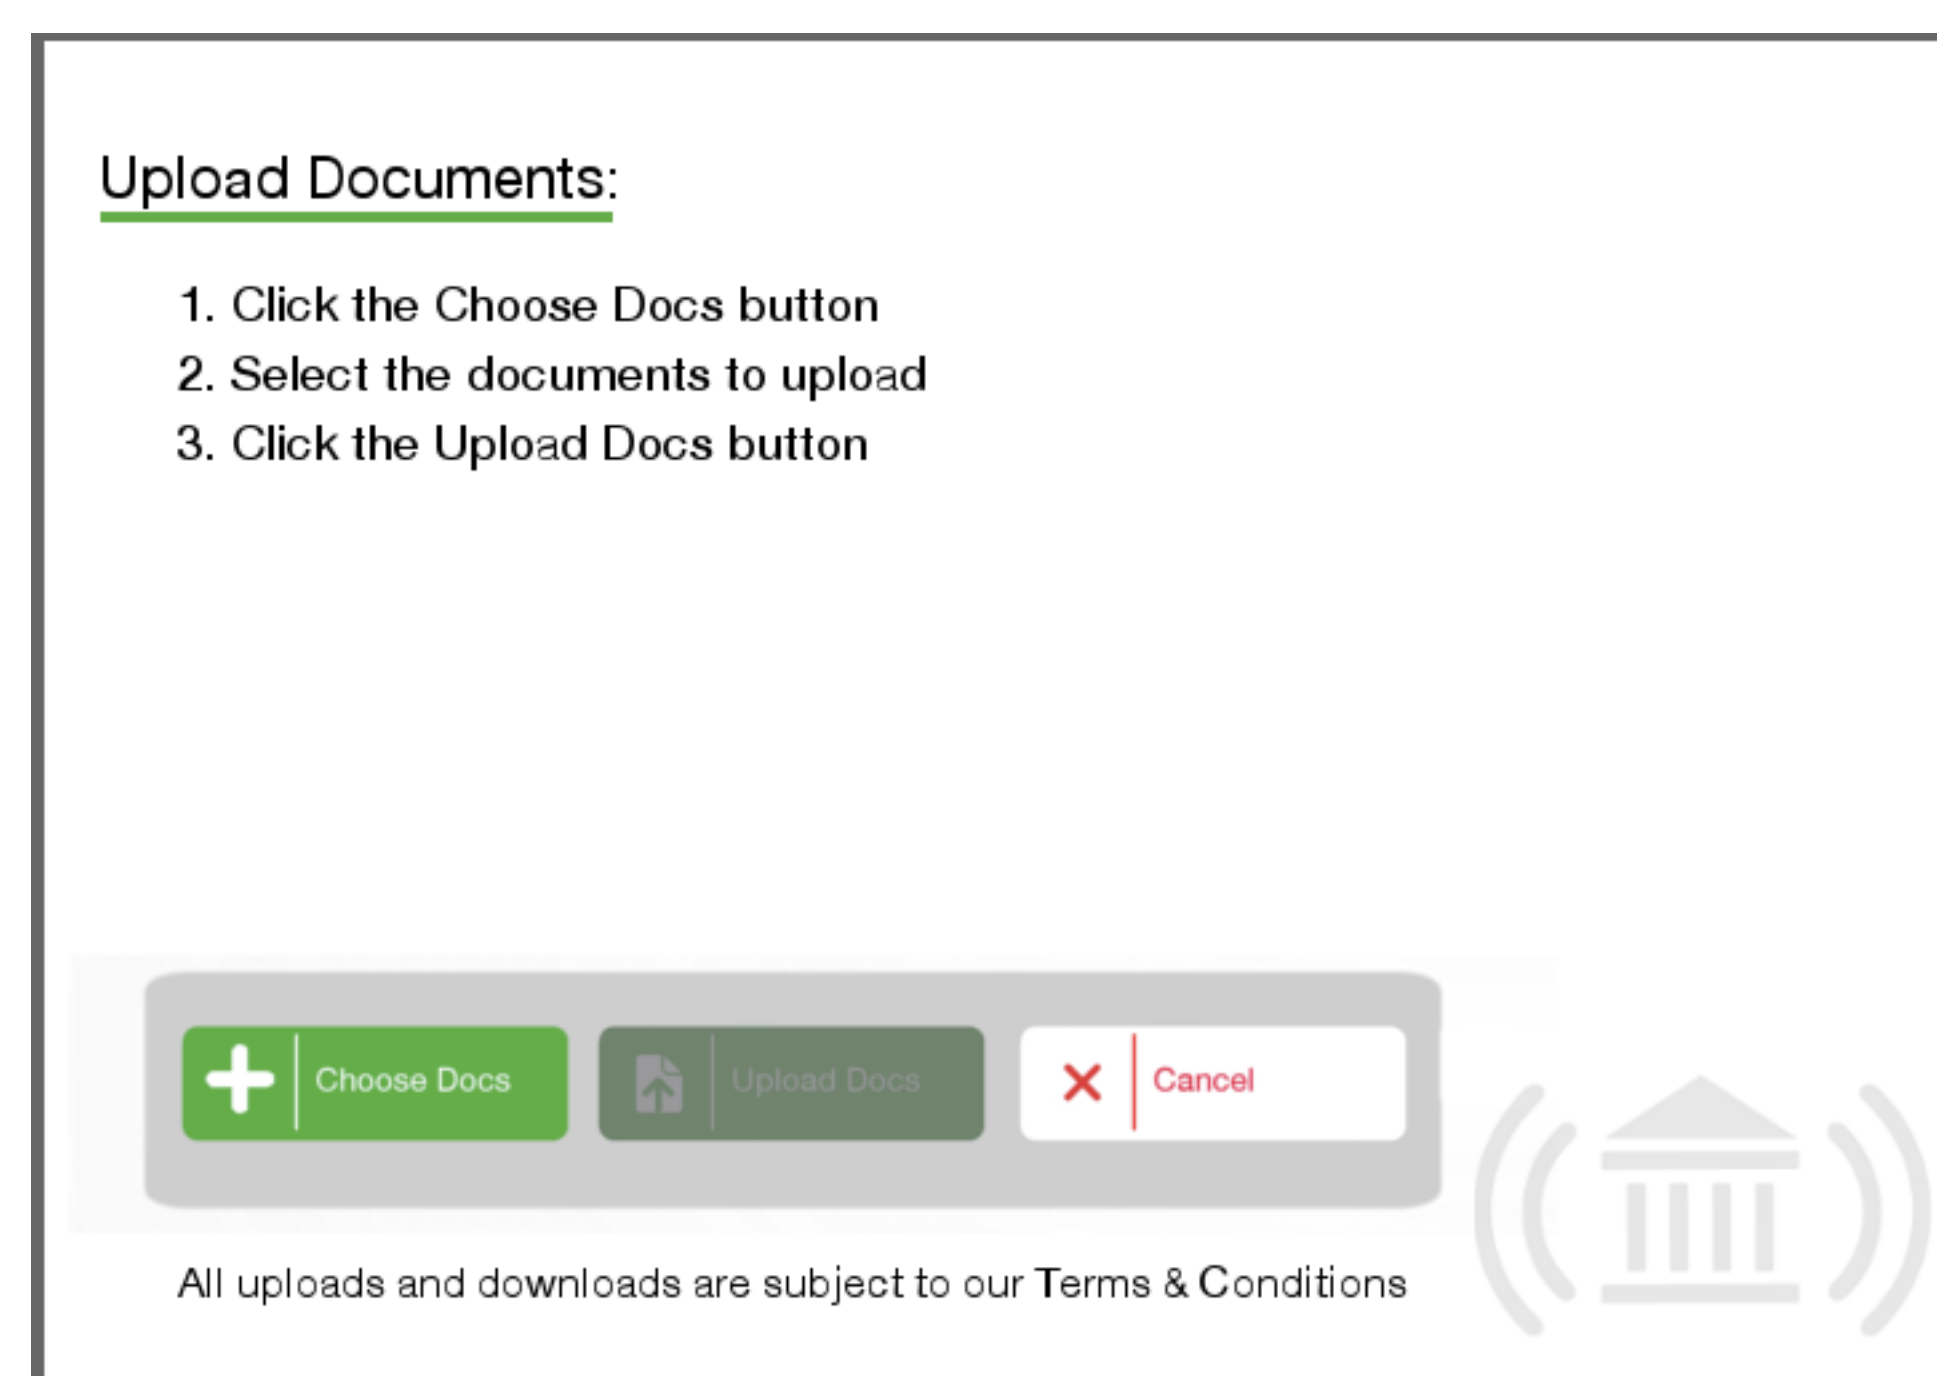 Upload Documents:
1. Click the Choose Docs button
2. Select the documents to upload
3. Click the Upload Docs button
Choose Docs
Upload Docs
Cancel
All uploads and downloads are subject to our Terms & Conditions